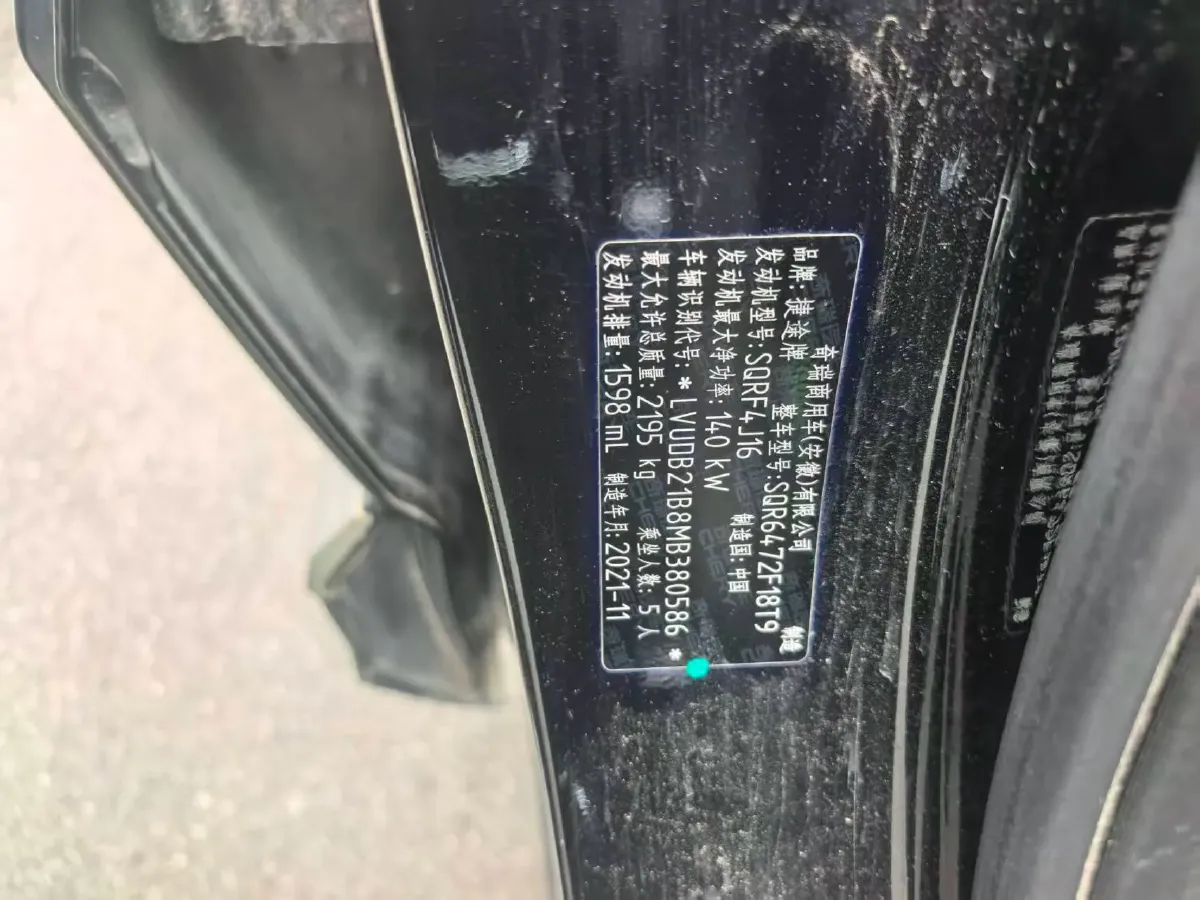 奇瑞商用车(安徽)有限公司 制造
品牌:捷途牌 整车型号:SQR6472F18T9
发动机型号:SQRF4J16
发动机最大净功率:140 kW 制造国:中国
车辆识别代号:*LVUDB21B8MB380586*
最大允许总质量:2195 kg 乘坐人数:5 人
发动机排量:1598 mL 制造年月:2021-11